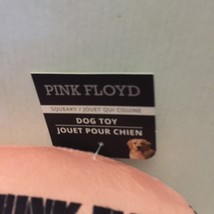 PINK FLOYD
SQUEAKY / JOUET QUI COUINE
DOG TOY
JOUET POUR CHIEN